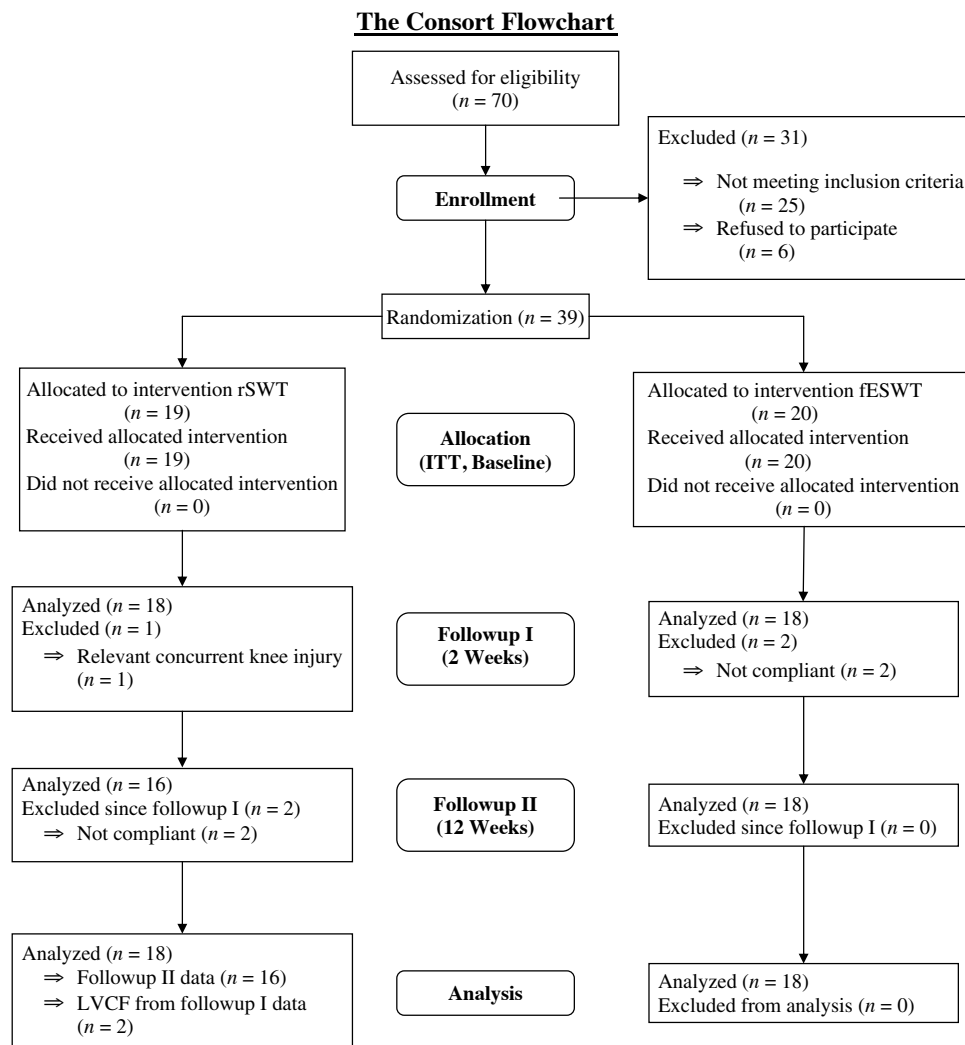 The Consort Flowchart
Assessed for eligibility
(n = 70)
Excluded (n = 31)
⇒ Not meeting inclusion criteria
(n = 25)
⇒ Refused to participate
(n = 6)
Enrollment
Randomization (n = 39)
Allocated to intervention rSWT
(n = 19)
Received allocated intervention
(n = 19)
Did not receive allocated intervention
(n = 0)
Allocation
(ITT, Baseline)
Allocated to intervention fESWT
(n = 20)
Received allocated intervention
(n = 20)
Did not receive allocated intervention
(n = 0)
Analyzed (n = 18)
Excluded (n = 1)
⇒ Relevant concurrent knee injury
(n = 1)
Followup I
(2 Weeks)
Analyzed (n = 18)
Excluded (n = 2)
⇒ Not compliant (n = 2)
Analyzed (n = 16)
Excluded since followup I (n = 2)
⇒ Not compliant (n = 2)
Followup II
(12 Weeks)
Analyzed (n = 18)
Excluded since followup I (n = 0)
Analyzed (n = 18)
⇒ Followup II data (n = 16)
⇒ LVCF from followup I data
(n = 2)
Analysis
Analyzed (n = 18)
Excluded from analysis (n = 0)